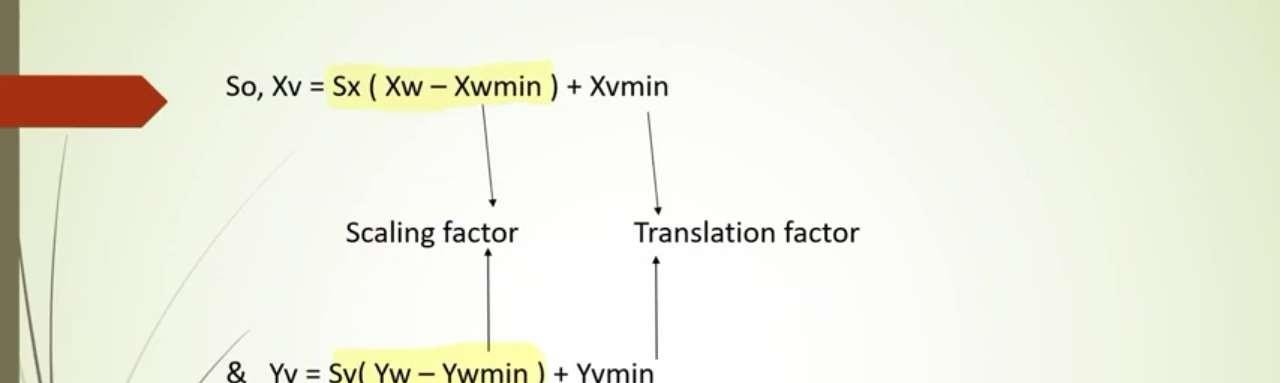 So, Xv = Sx ( Xw – Xwmin ) + Xvmin
Scaling factor Translation factor
& Yv = Sy( Yw – Ywmin ) + Yvmin